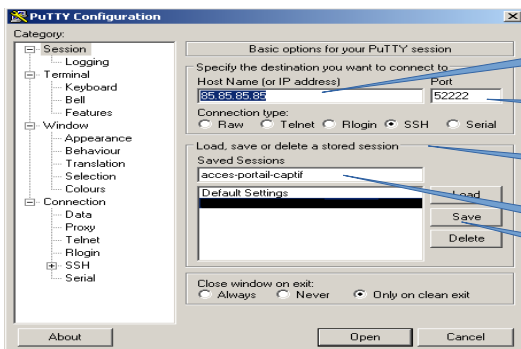 PuTTY Configuration
Category:
Session
Logging
Terminal
Keyboard
Bell
Features
Window
Appearance
Behaviour
Translation
Selection
Colours
Connection
Data
Proxy
Telnet
Rlogin
SSH
Serial
Basic options for your PuTTY session
Specify the destination you want to connect to
Host Name (or IP address) Port
85.85.85.85 52222
Connection type:
Raw Telnet Rlogin SSH Serial
Load, save or delete a stored session
Saved Sessions
acces-portail-captif
Default Settings
Load
Save
Delete
Close window on exit:
Always Never Only on clean exit
About Open Cancel